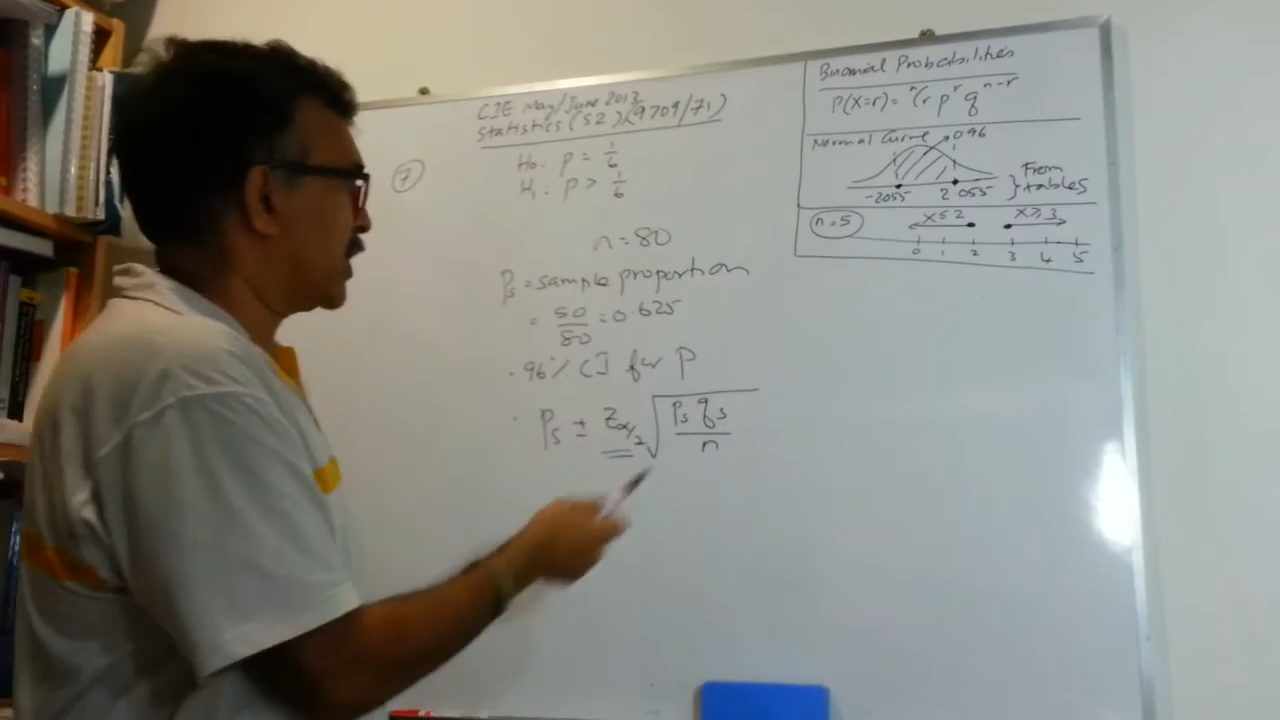 CIE May/June 2013
Statistics (S2) (9709/71)
7
H₀: p = 1/6
H₁: p > 1/6
n = 80
Ps = sample proportion
= 50/80 = 0.625
· 96% CI for p
· Ps ± Zα/2 √(Ps qs / n)
Binomial Probabilities
P(X=r) = ⁿCr pʳ qⁿ⁻ʳ
Normal Curve 0.96
-2.055 2.055 } From tables
n=5 X≤2 X≥3
0 1 2 3 4 5